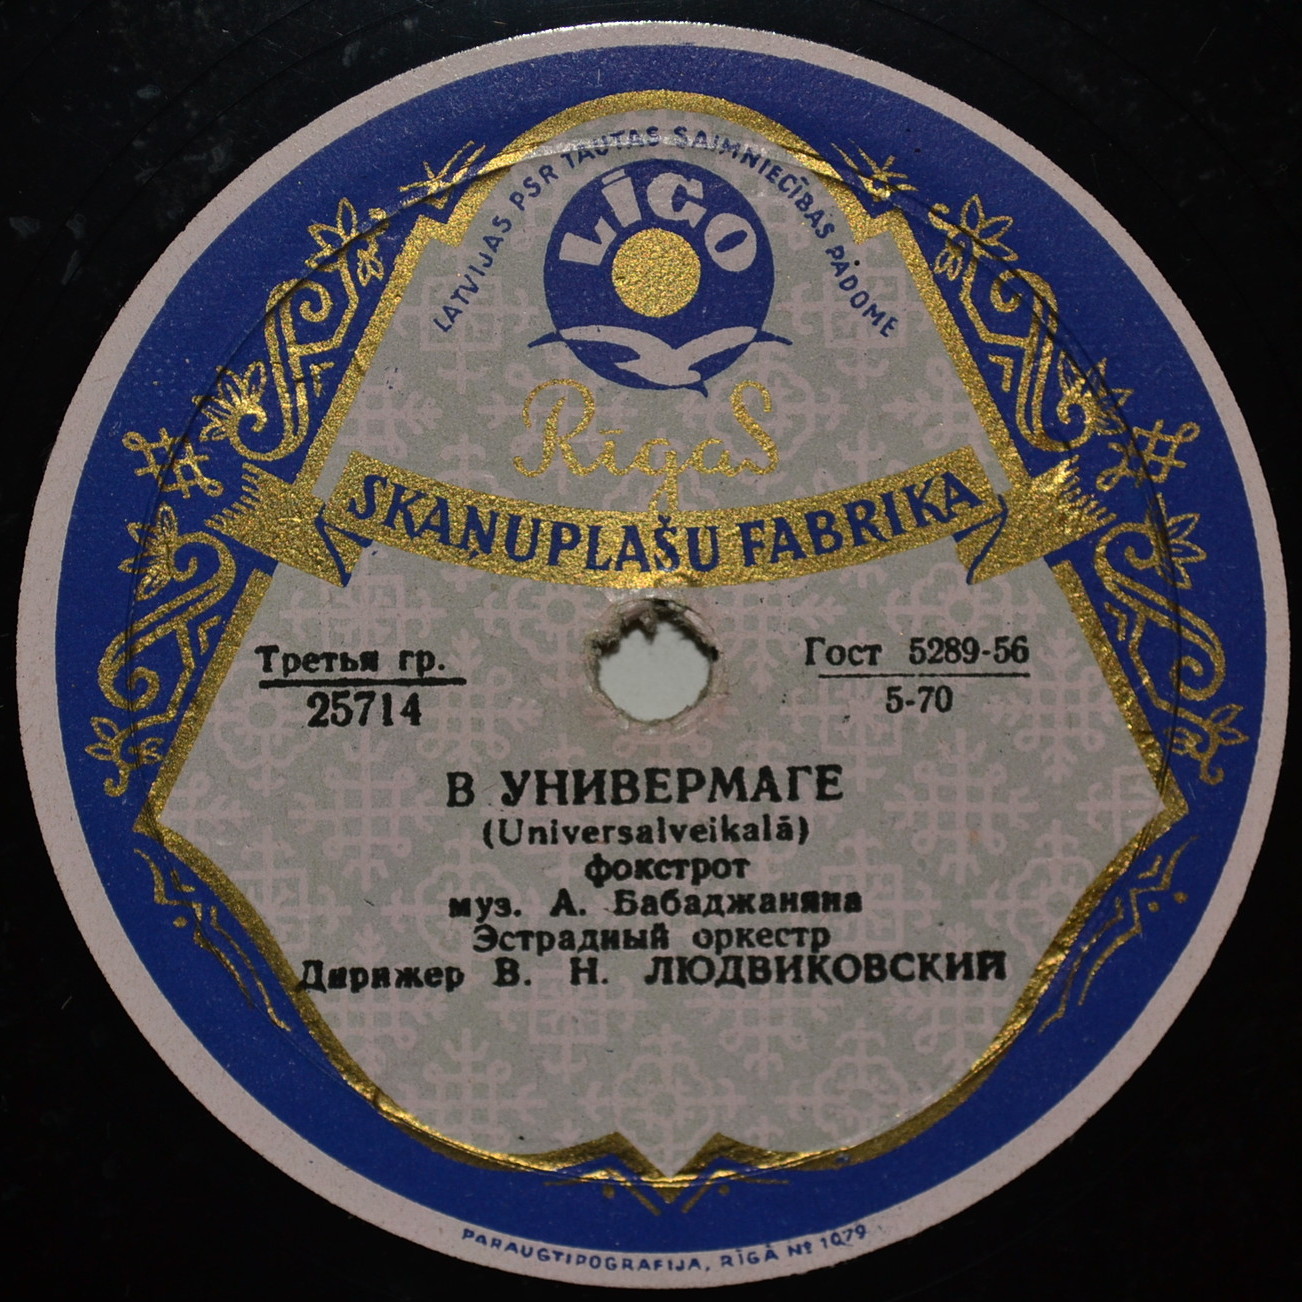 LATVIJAS PSR TAUTAS SAIMNIECĪBAS PADOME
LĪGO
Rīgas
SKAŅUPLAŠU FABRIKA
Третья гр.
25714
Гост 5289-56
5-70
В УНИВЕРМАГЕ
(Universalveikalā)
фокстрот
муз. А. Бабаджаняна
Эстрадный оркестр
Дирижер В. Н. ЛЮДВИКОВСКИЙ
PARAUGTIPOGRAFIJA, RĪGĀ № 1079